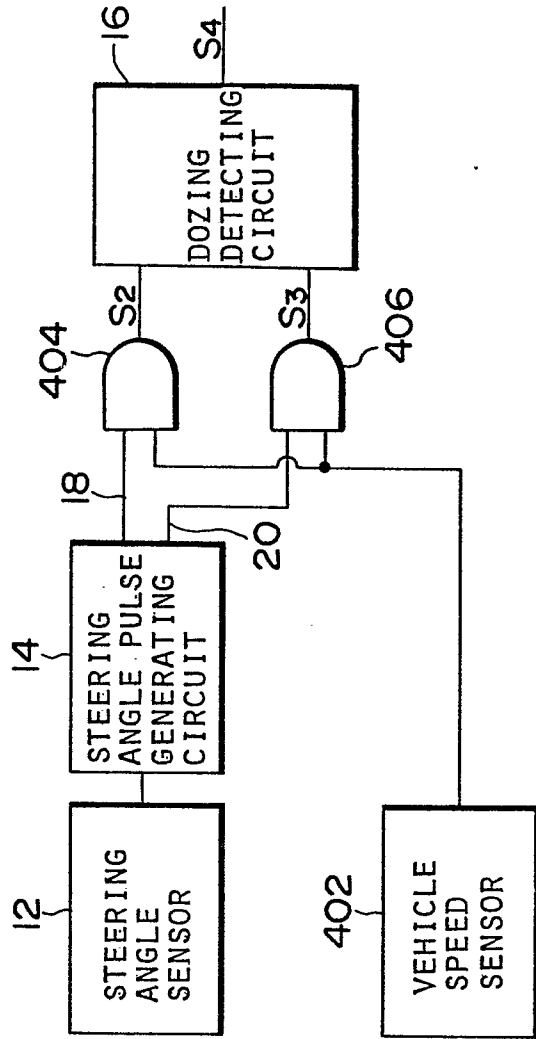 12
STEERING
ANGLE
SENSOR
14
STEERING
ANGLE PULSE
GENERATING
CIRCUIT
18
20
404
S2
406
S3
16
DOZING
DETECTING
CIRCUIT
S4
402
VEHICLE
SPEED
SENSOR